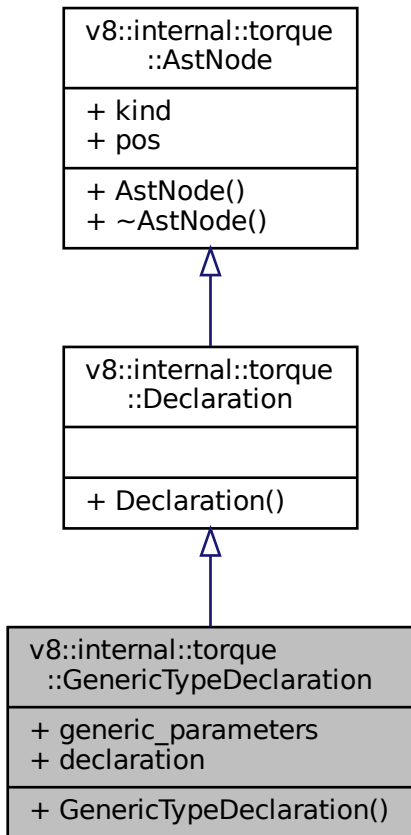 v8::internal::torque
::AstNode
+ kind
+ pos
+ AstNode()
+ ~AstNode()
v8::internal::torque
::Declaration
+ Declaration()
v8::internal::torque
::GenericTypeDeclaration
+ generic_parameters
+ declaration
+ GenericTypeDeclaration()